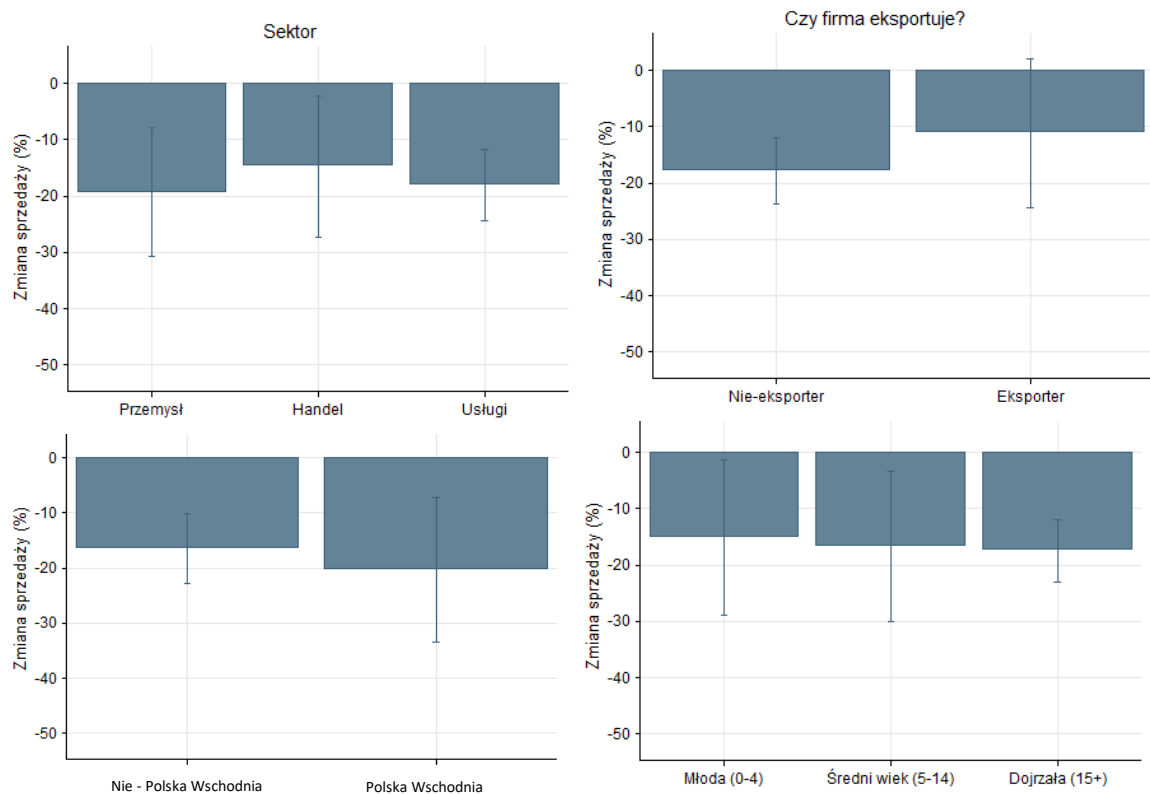 Sektor
Zmiana sprzedaży (%)
0
-10
-20
-30
-40
-50
Przemysł Handel Usługi
Czy firma eksportuje?
Zmiana sprzedaży (%)
0
-10
-20
-30
-40
-50
Nie-eksporter Eksporter
Zmiana sprzedaży (%)
0
-10
-20
-30
-40
-50
Nie - Polska Wschodnia Polska Wschodnia
Zmiana sprzedaży (%)
0
-10
-20
-30
-40
-50
Młoda (0-4) Średni wiek (5-14) Dojrzała (15+)